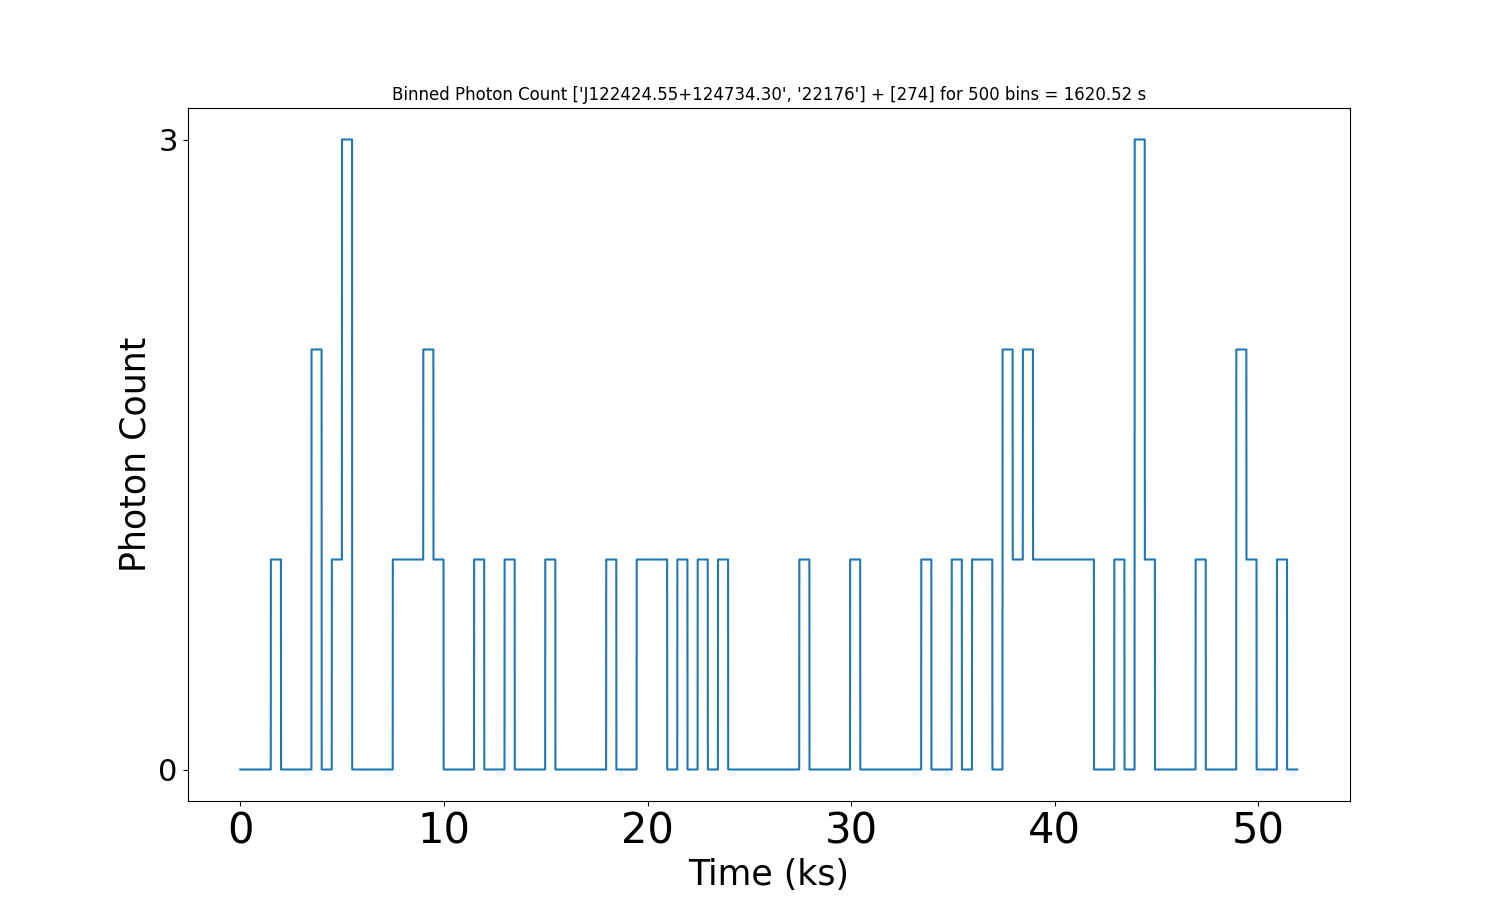 Binned Photon Count ['J122424.55+124734.30', '22176'] + [274] for 500 bins = 1620.52 s
3
Photon Count
0
0 10 20 30 40 50
Time (ks)